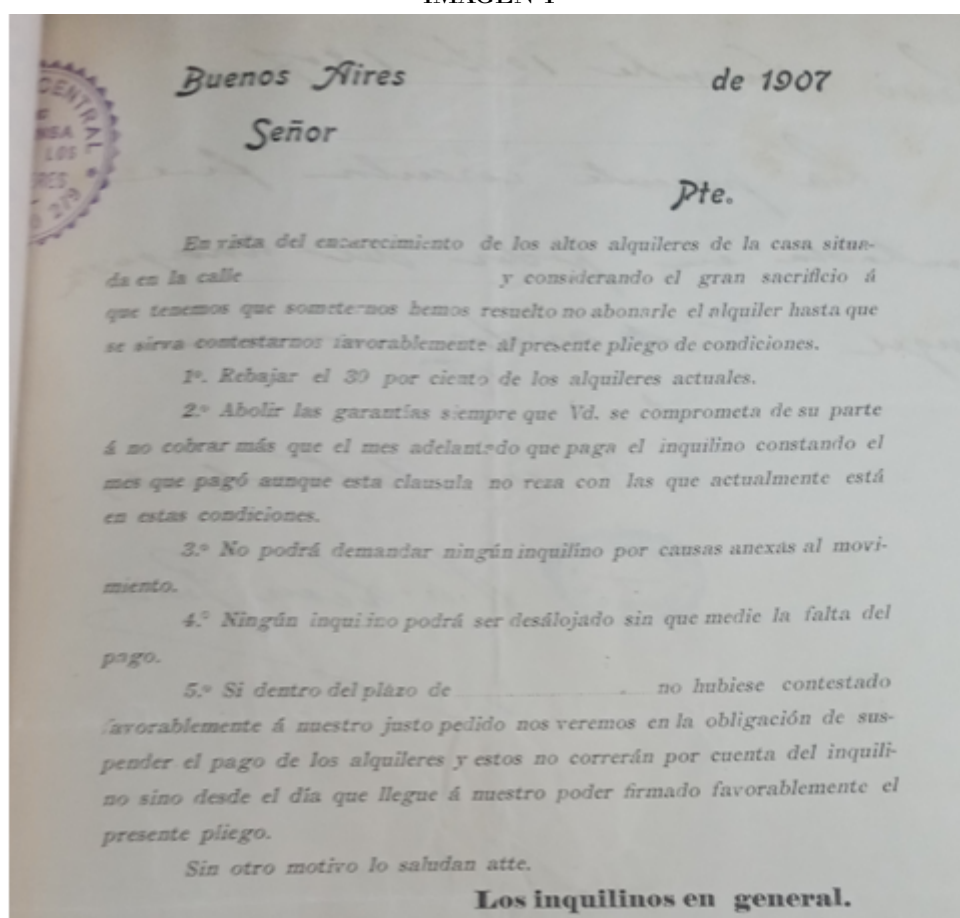 IMAGEN 1
Buenos Aires de 1907
Señor
Pte.
En vista del encarecimiento de los altos alquileres de la casa situa-
da en la calle y considerando el gran sacrificio á
que tenemos que someternos hemos resuelto no abonarle el alquiler hasta que
se sirva contestarnos favorablemente al presente pliego de condiciones.
1º. Rebajar el 30 por ciento de los alquileres actuales.
2.º Abolir las garantías siempre que Vd. se comprometa de su parte
á no cobrar más que el mes adelantado que paga el inquilino constando el
mes que pagó aunque esta clausula no reza con las que actualmente está
en estas condiciones.
3.º No podrá demandar ningún inquilino por causas anexas al movi-
miento.
4.º Ningún inquilino podrá ser desálojado sin que medie la falta del
pago.
5.º Si dentro del plazo de no hubiese contestado
favorablemente á nuestro justo pedido nos veremos en la obligación de sus-
pender el pago de los alquileres y estos no correrán por cuenta del inquili-
no sino desde el día que llegue á nuestro poder firmado favorablemente el
presente pliego.
Sin otro motivo lo saludan atte.
Los inquilinos en general.
CENTRAL
LOS
279